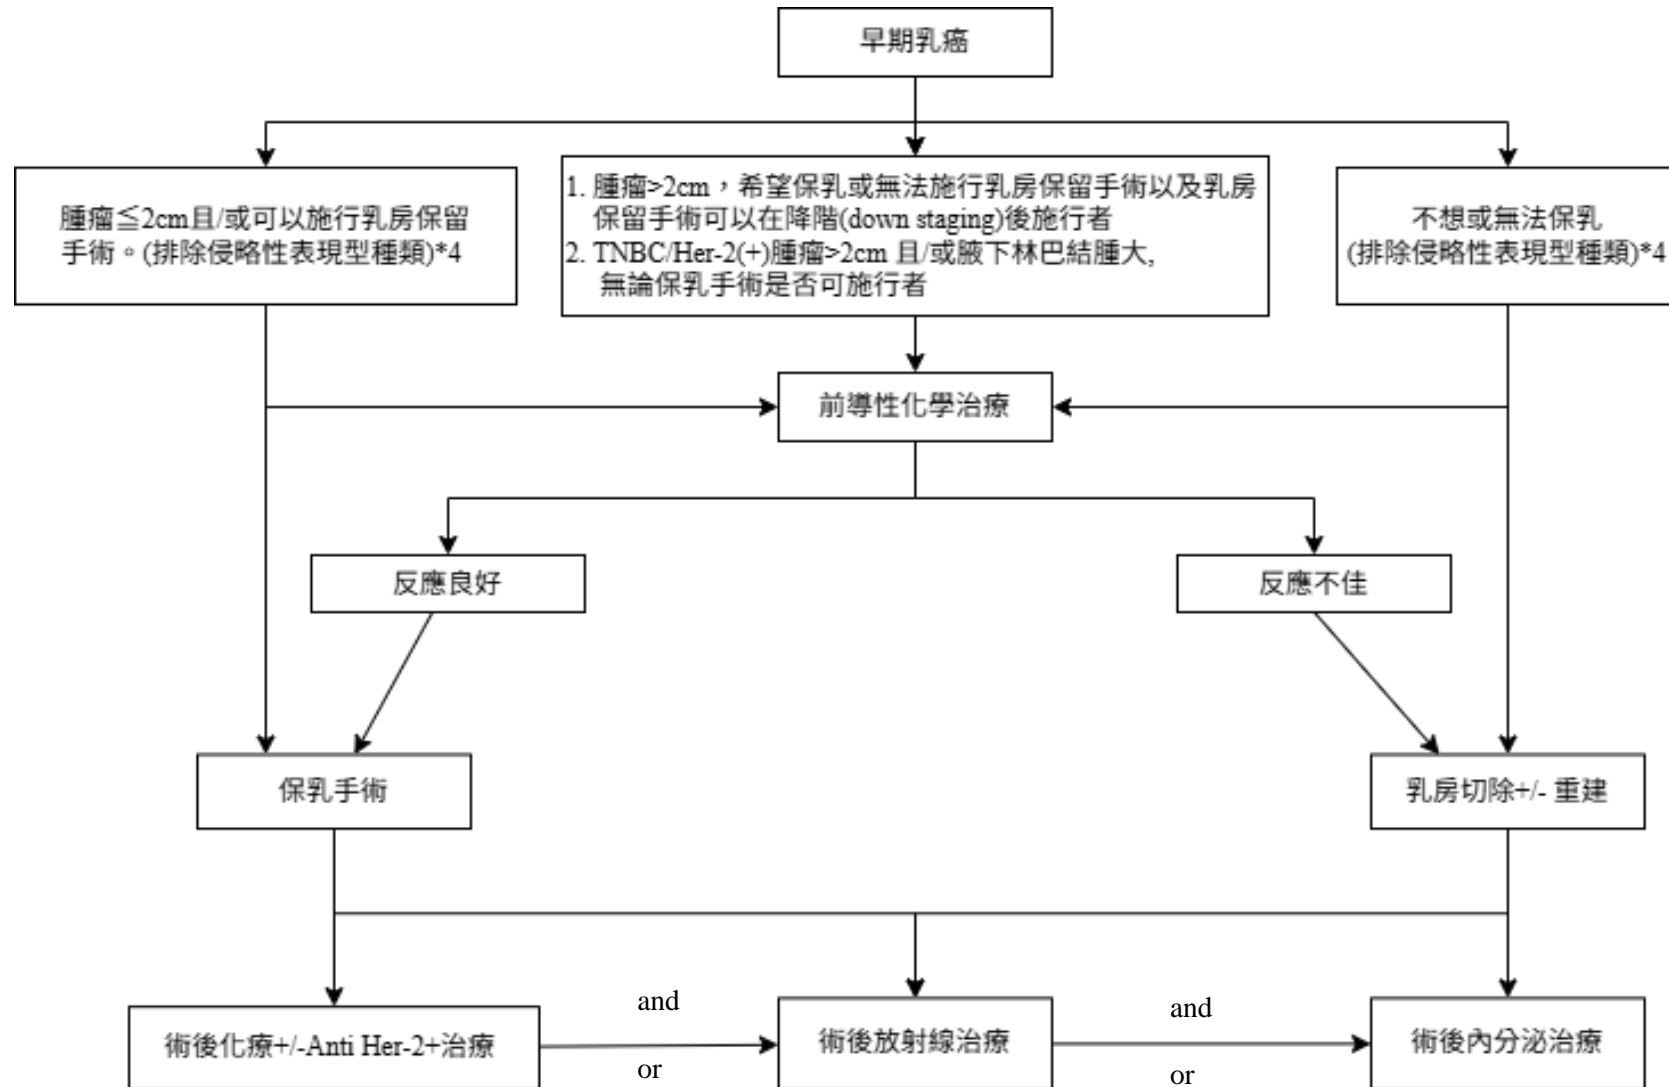 早期乳癌
腫瘤≦2cm且/或可以施行乳房保留
手術。(排除侵略性表現型種類)*4
1. 腫瘤>2cm，希望保乳或無法施行乳房保留手術以及乳房
保留手術可以在降階(down staging)後施行者
2. TNBC/Her-2(+)腫瘤>2cm 且/或腋下林巴結腫大,
無論保乳手術是否可施行者
不想或無法保乳
(排除侵略性表現型種類)*4
前導性化學治療
反應良好
反應不佳
保乳手術
乳房切除+/- 重建
術後化療+/-Anti Her-2+治療
and
or
術後放射線治療
and
or
術後內分泌治療